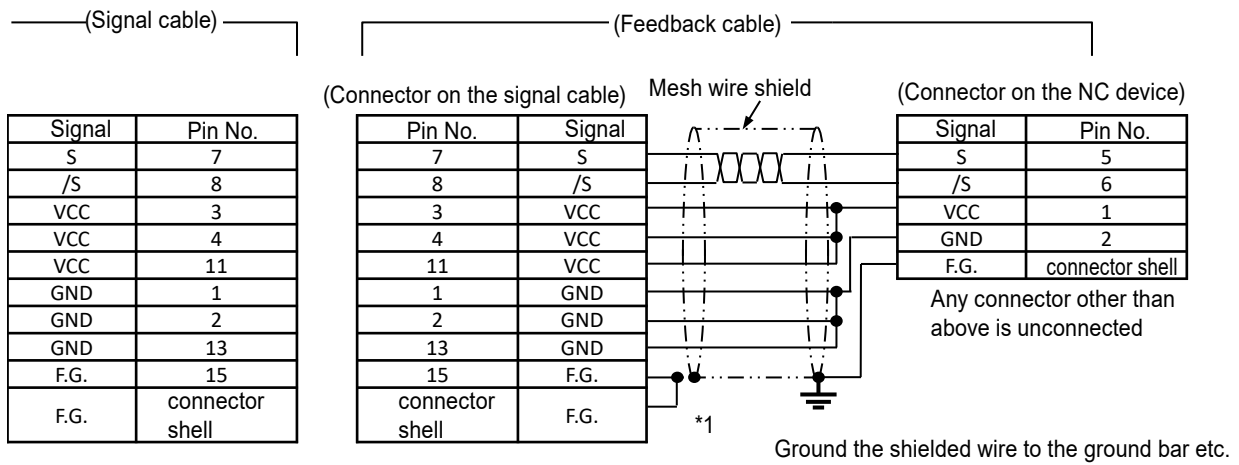 (Signal cable)
(Feedback cable)
(Connector on the signal cable)
Mesh wire shield
(Connector on the NC device)
Signal Pin No.
S 7
/S 8
VCC 3
VCC 4
VCC 11
GND 1
GND 2
GND 13
F.G. 15
F.G. connector shell
Pin No. Signal
7 S
8 /S
3 VCC
4 VCC
11 VCC
1 GND
2 GND
13 GND
15 F.G.
connector shell F.G.
*1
Signal Pin No.
S 5
/S 6
VCC 1
GND 2
F.G. connector shell
Any connector other than
above is unconnected
Ground the shielded wire to the ground bar etc.